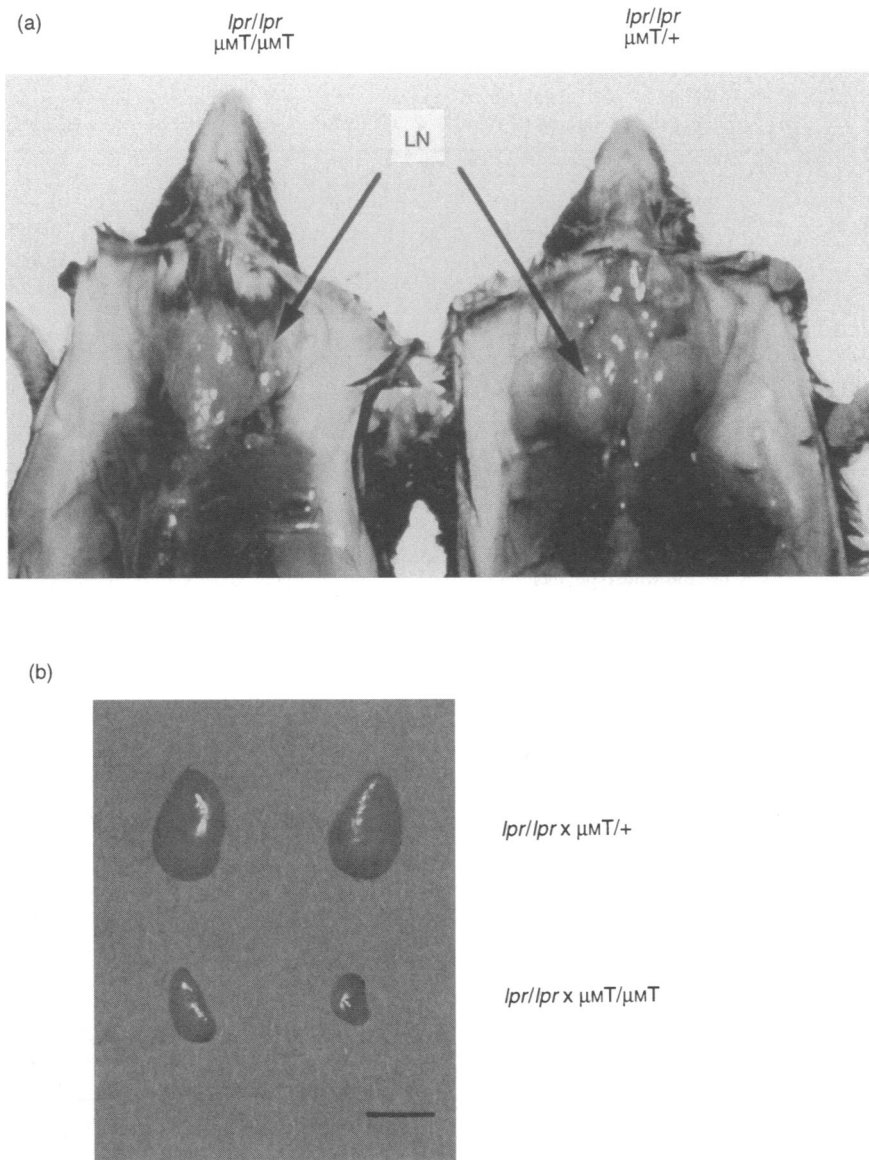 (a)
lpr/lpr
μMT/μMT
lpr/lpr
μMT/+
LN
(b)
lpr/lpr x μMT/+
lpr/lpr x μMT/μMT